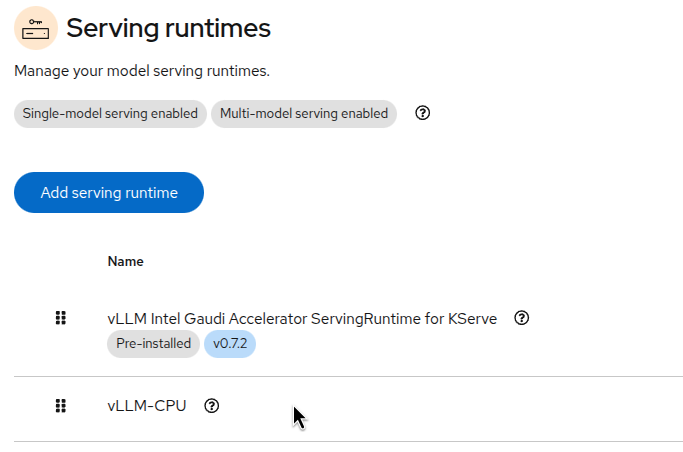 Serving runtimes
Manage your model serving runtimes.
Single-model serving enabled Multi-model serving enabled
Add serving runtime
Name
vLLM Intel Gaudi Accelerator ServingRuntime for KServe
Pre-installed v0.7.2
vLLM-CPU